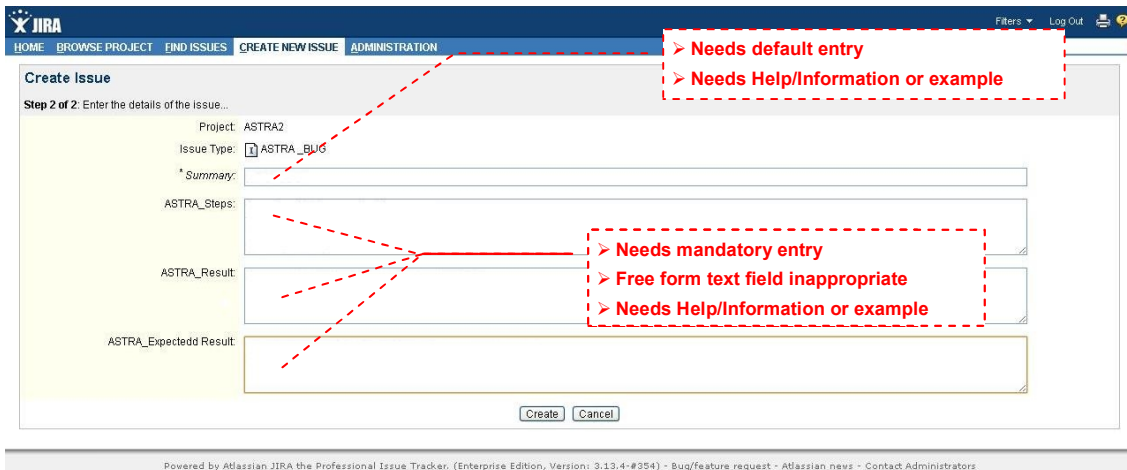 JIRA
Filters Log Out
HOME BROWSE PROJECT FIND ISSUES CREATE NEW ISSUE ADMINISTRATION
➢ Needs default entry
➢ Needs Help/Information or example
Create Issue
Step 2 of 2: Enter the details of the issue...
Project: ASTRA2
Issue Type: ASTRA_BUG
* Summary:
ASTRA_Steps:
➢ Needs mandatory entry
➢ Free form text field inappropriate
➢ Needs Help/Information or example
ASTRA_Result:
ASTRA_Expectedd Result:
Create Cancel
Powered by Atlassian JIRA the Professional Issue Tracker. (Enterprise Edition, Version: 3.13.4-#354) - Bug/feature request - Atlassian news - Contact Administrators